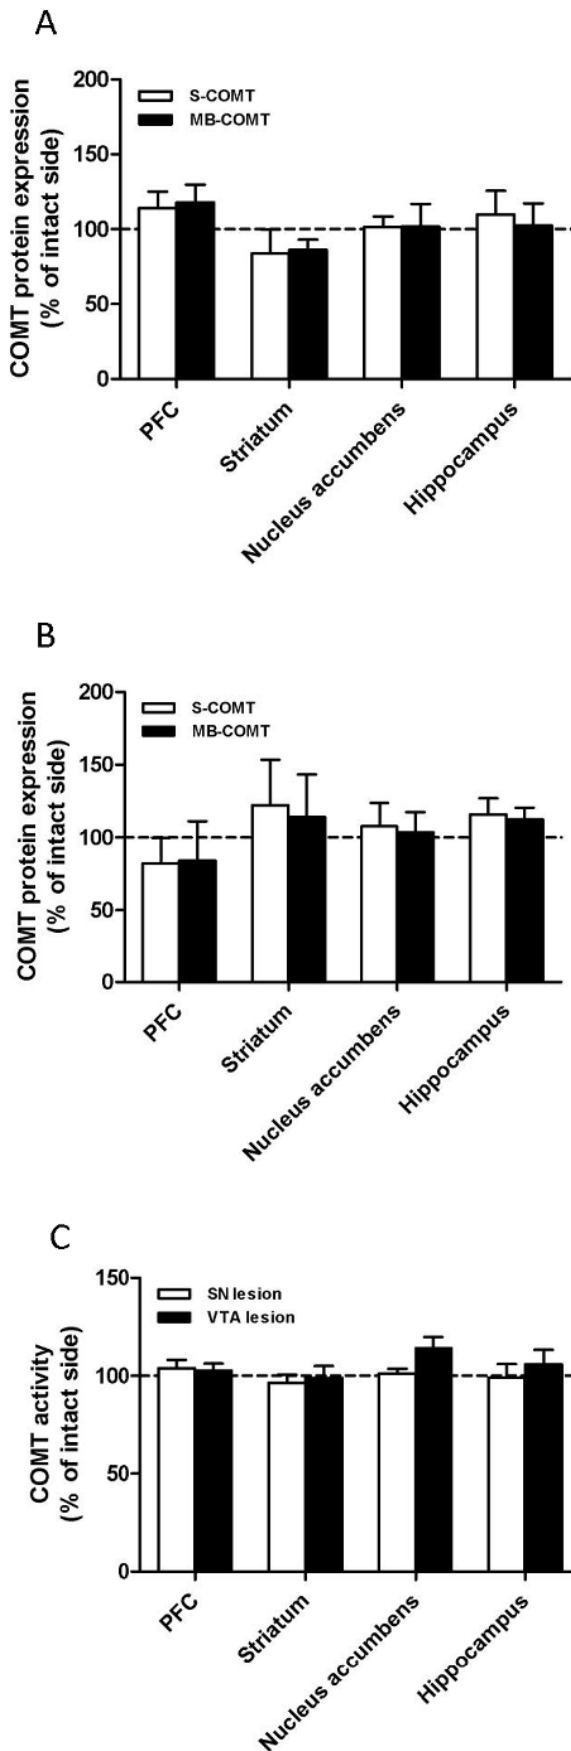 A
COMT protein expression
(% of intact side)
200
150
100
50
0
S-COMT
MB-COMT
PFC
Striatum
Nucleus accumbens
Hippocampus
B
COMT protein expression
(% of intact side)
200
150
100
50
0
S-COMT
MB-COMT
PFC
Striatum
Nucleus accumbens
Hippocampus
C
COMT activity
(% of intact side)
150
100
50
0
SN lesion
VTA lesion
PFC
Striatum
Nucleus accumbens
Hippocampus